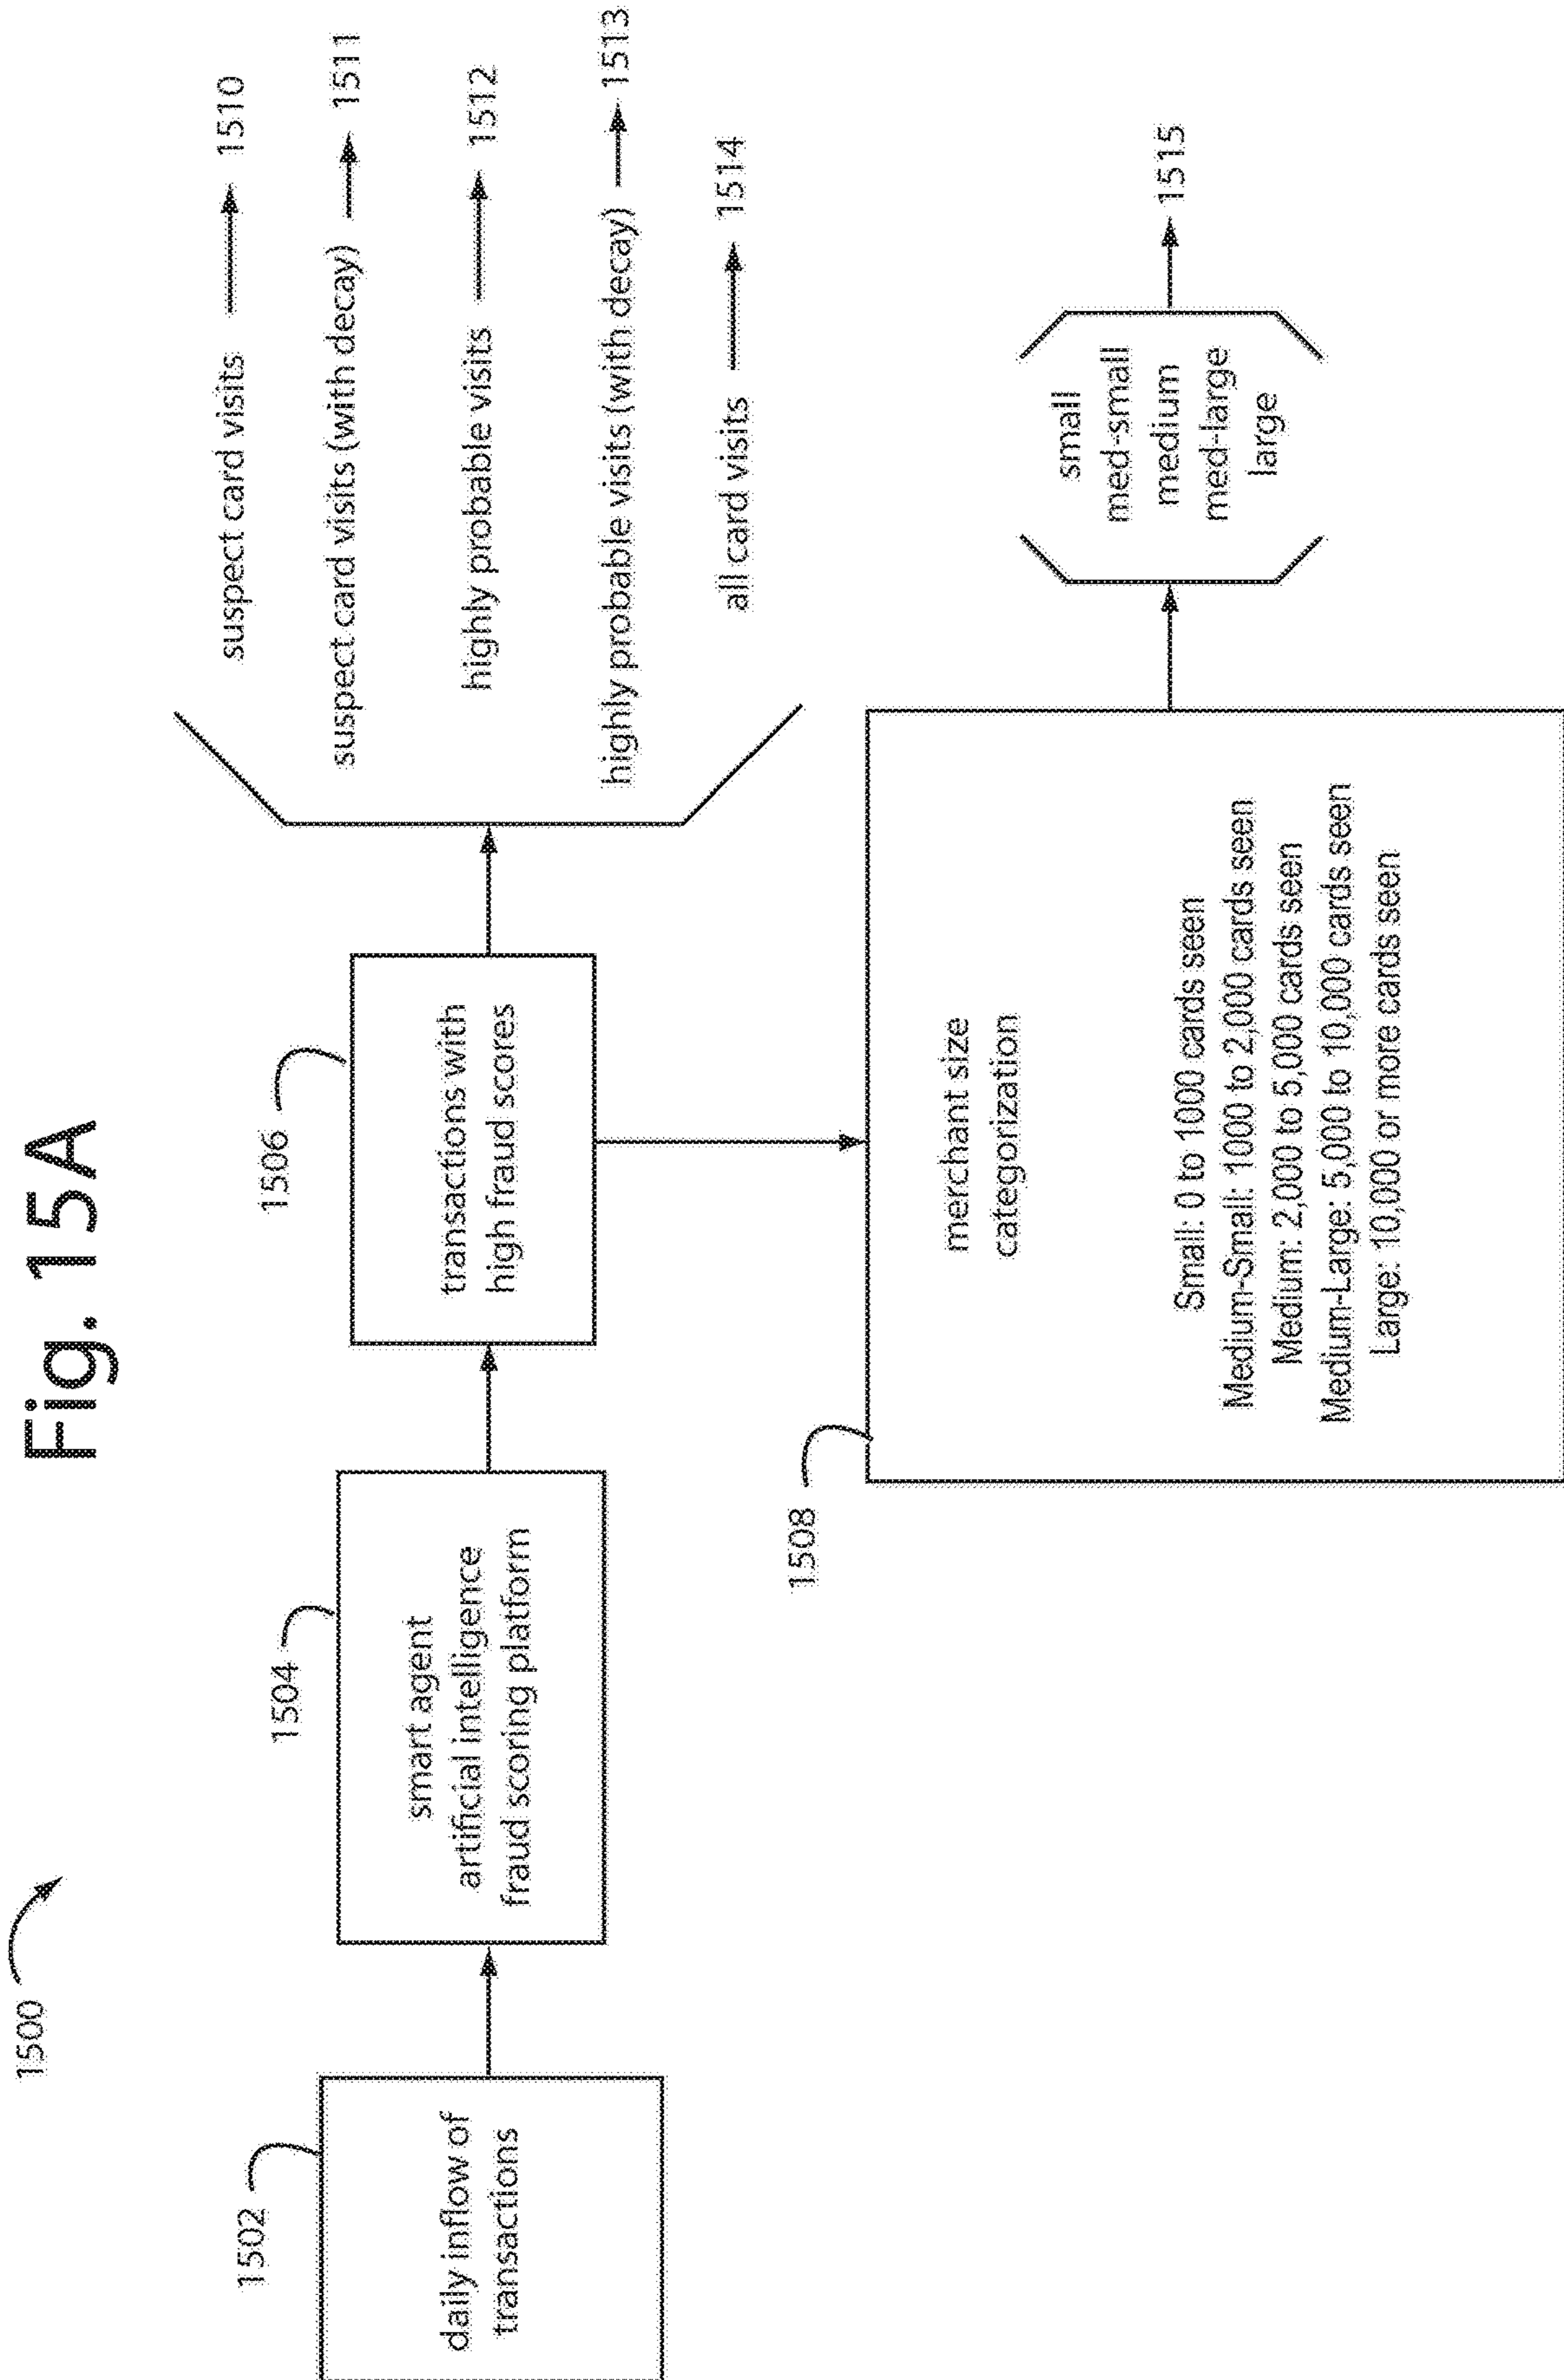 Fig. 15A
1500
1502
daily inflow of
transactions
1504
smart agent
artificial intelligence
fraud scoring platform
1506
transactions with
high fraud scores
suspect card visits
1510
suspect card visits (with decay)
1511
highly probable visits
1512
highly probable visits (with decay)
1513
all card visits
1514
1508
merchant size
categorization
Small: 0 to 1000 cards seen
Medium-Small: 1000 to 2,000 cards seen
Medium: 2,000 to 5,000 cards seen
Medium-Large: 5,000 to 10,000 cards seen
Large: 10,000 or more cards seen
small
med-small
medium
med-large
large
1515